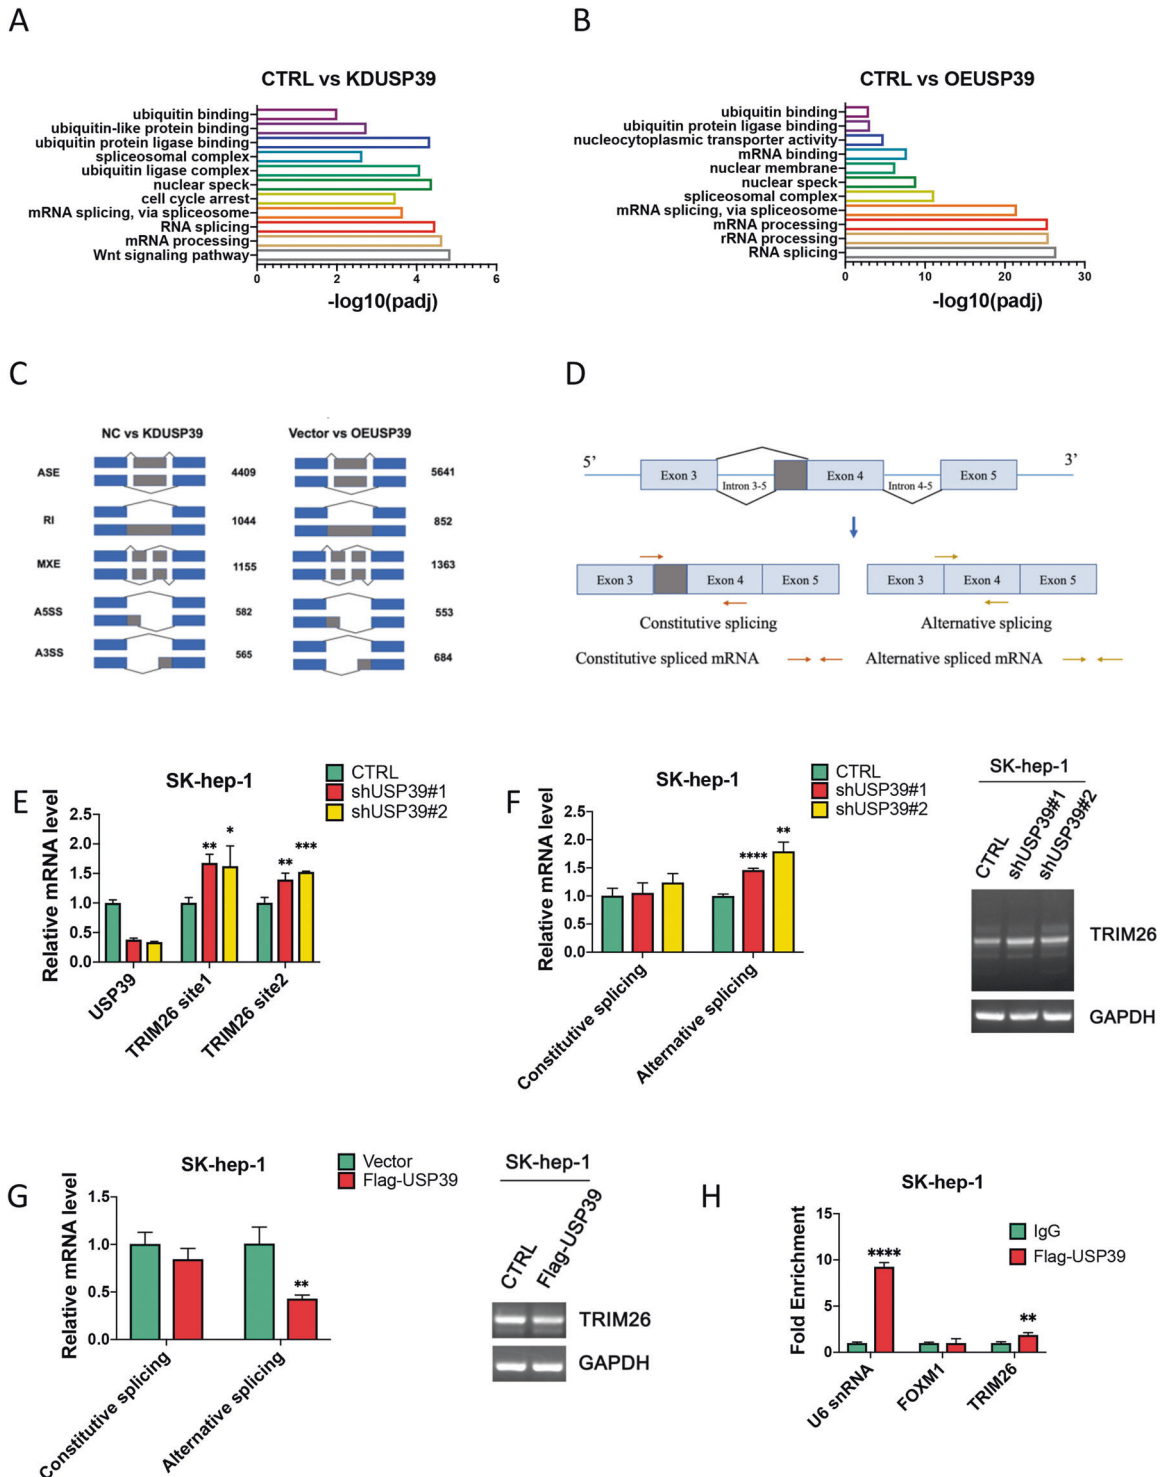 A
CTRL vs KDUSP39
ubiquitin binding
ubiquitin-like protein binding
ubiquitin protein ligase binding
spliceosomal complex
ubiquitin ligase complex
nuclear speck
cell cycle arrest
mRNA splicing, via spliceosome
RNA splicing
mRNA processing
Wnt signaling pathway
0 2 4 6
-log10(padj)
B
CTRL vs OEUSP39
ubiquitin binding
ubiquitin protein ligase binding
nucleocytoplasmic transporter activity
mRNA binding
nuclear membrane
nuclear speck
spliceosomal complex
mRNA splicing, via spliceosome
mRNA processing
rRNA processing
RNA splicing
0 10 20 30
-log10(padj)
C
NC vs KDUSP39 Vector vs OEUSP39
ASE 4409 5641
RI 1044 852
MXE 1155 1363
A5SS 582 553
A3SS 565 684
D
5’ Exon 3 Intron 3-5 Exon 4 Intron 4-5 Exon 5 3’
Exon 3 Exon 4 Exon 5 Exon 3 Exon 4 Exon 5
Constitutive splicing Alternative splicing
Constitutive spliced mRNA Alternative spliced mRNA
E
SK-hep-1
CTRL
shUSP39#1
shUSP39#2
Relative mRNA level
2.5
2.0
1.5
1.0
0.5
0.0
** * ** ***
USP39 TRIM26 site1 TRIM26 site2
F
SK-hep-1
CTRL
shUSP39#1
shUSP39#2
Relative mRNA level
2.5
2.0
1.5
1.0
0.5
0.0
**** **
Constitutive splicing Alternative splicing
SK-hep-1
CTRL shUSP39#1 shUSP39#2
TRIM26
GAPDH
G
SK-hep-1
Vector
Flag-USP39
Relative mRNA level
1.5
1.0
0.5
0.0
**
Constitutive splicing Alternative splicing
SK-hep-1
CTRL Flag-USP39
TRIM26
GAPDH
H
SK-hep-1
IgG
Flag-USP39
Fold Enrichment
15
10
5
0
**** **
U6 snRNA FOXM1 TRIM26